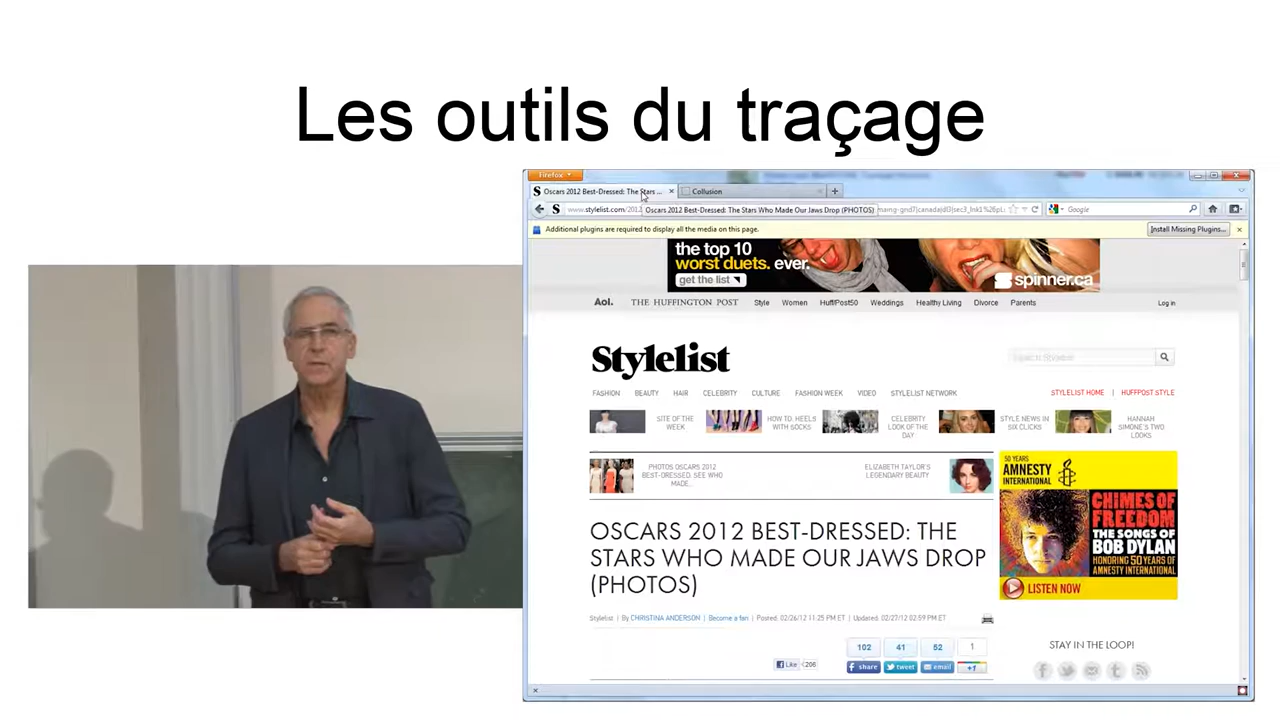 Les outils du traçage
Firefox
Oscars 2012 Best-Dressed: The Stars ...
Collusion
www.stylelist.com/2012
Oscars 2012 Best-Dressed: The Stars Who Made Our Jaws Drop (PHOTOS)
Google
Additional plugins are required to display all the media on this page.
Install Missing Plugins...
the top 10
worst duets. ever.
get the list
spinner.ca
Aol. THE HUFFINGTON POST Style Women Huff/Post50 Weddings Healthy Living Divorce Parents Log in
Stylelist
FASHION BEAUTY HAIR CELEBRITY CULTURE FASHION WEEK VIDEO STYLELIST NETWORK STYLELIST HOME | HUFFPOST STYLE
SITE OF THE
WEEK
HOW TO: HEELS
WITH SOCKS
CELEBRITY
LOOK OF THE
DAY
STYLE NEWS IN
SIX CLICKS
HANNAH
SIMONE'S TWO
LOOKS
PHOTOS OSCARS 2012
BEST-DRESSED: SEE WHO
MADE...
ELIZABETH TAYLOR'S
LEGENDARY BEAUTY
50 YEARS
AMNESTY
INTERNATIONAL
CHIMES OF
FREEDOM
THE SONGS OF
BOB DYLAN
HONORING 50 YEARS OF
AMNESTY INTERNATIONAL
LISTEN NOW
OSCARS 2012 BEST-DRESSED: THE
STARS WHO MADE OUR JAWS DROP
(PHOTOS)
Stylelist | By CHRISTINA ANDERSON | Become a fan | Posted: 02/26/12 11:25 PM ET | Updated: 02/27/12 02:59 PM ET
STAY IN THE LOOP!
102 41 52 1
Like 206 share tweet email +1